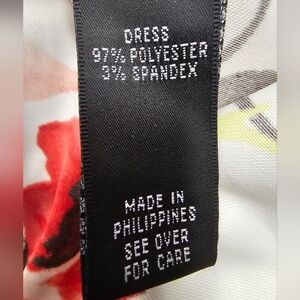 DRESS
97% POLYESTER
3% SPANDEX
MADE IN
PHILIPPINES
SEE OVER
FOR CARE